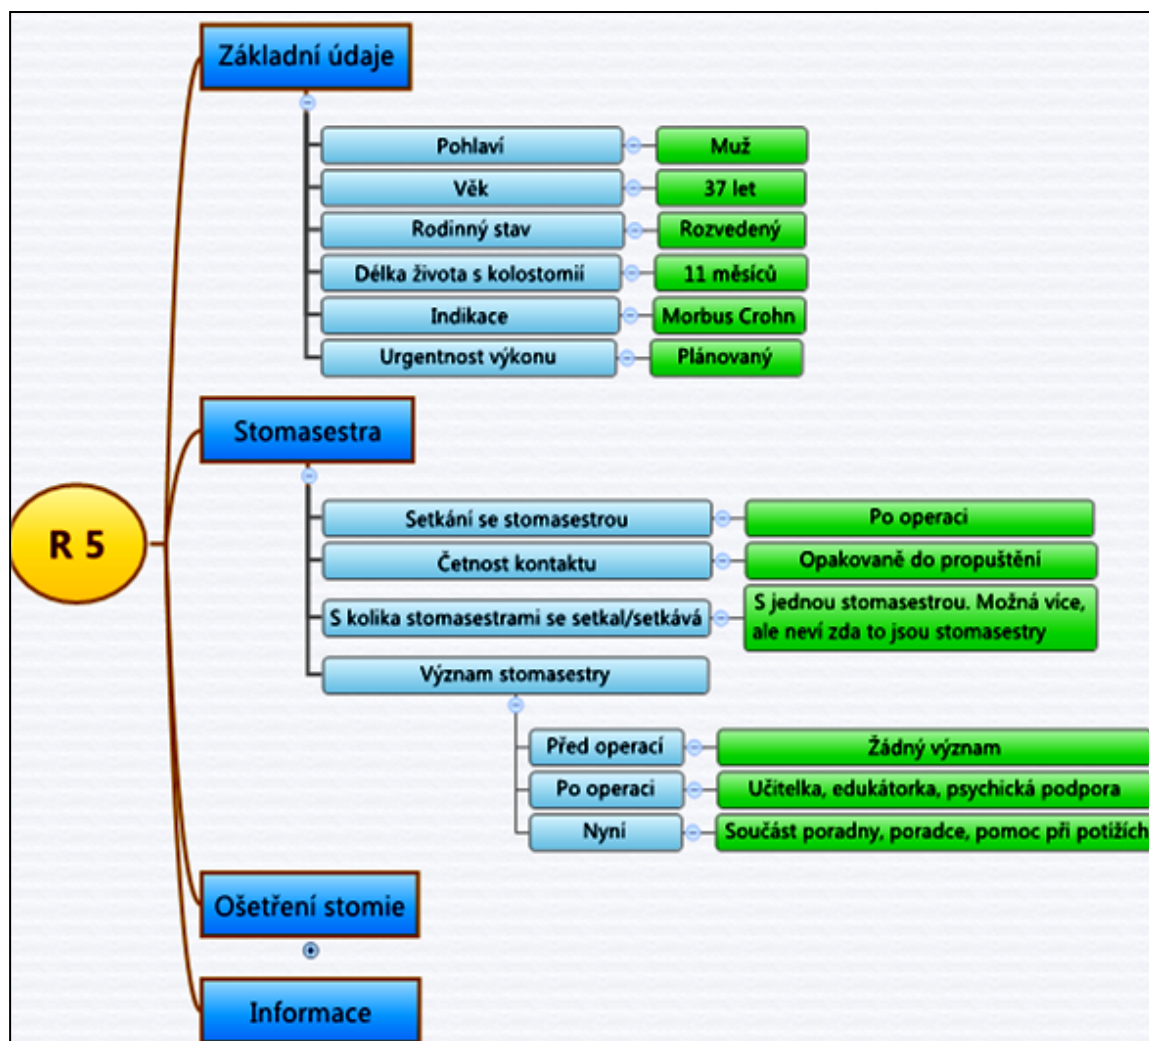 Základní údaje
Pohlaví
Muž
Věk
37 let
Rodinný stav
Rozvedený
Délka života s kolostomií
11 měsíců
Indikace
Morbus Crohn
Urgentnost výkonu
Plánovaný
Stomasestra
R 5
Setkání se stomasestrou
Po operaci
Četnost kontaktu
Opakovaně do propuštění
S kolika stomasestrami se setkal/setkává
S jednou stomasestrou. Možná více,
ale neví zda to jsou stomasestry
Význam stomasestry
Před operací
Žádný význam
Po operaci
Učitelka, edukátorka, psychická podpora
Nyní
Součást poradny, poradce, pomoc při potížích
Ošetření stomie
Informace